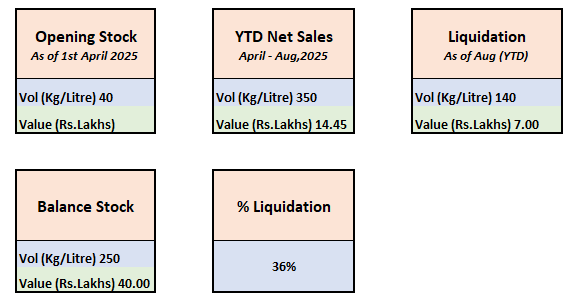 Opening Stock
As of 1st April 2025
Vol (Kg/Litre) 40
Value (Rs.Lakhs)
YTD Net Sales
April - Aug,2025
Vol (Kg/Litre) 350
Value (Rs.Lakhs) 14.45
Liquidation
As of Aug (YTD)
Vol (Kg/Litre) 140
Value (Rs.Lakhs) 7.00
Balance Stock
Vol (Kg/Litre) 250
Value (Rs.Lakhs) 40.00
% Liquidation
36%